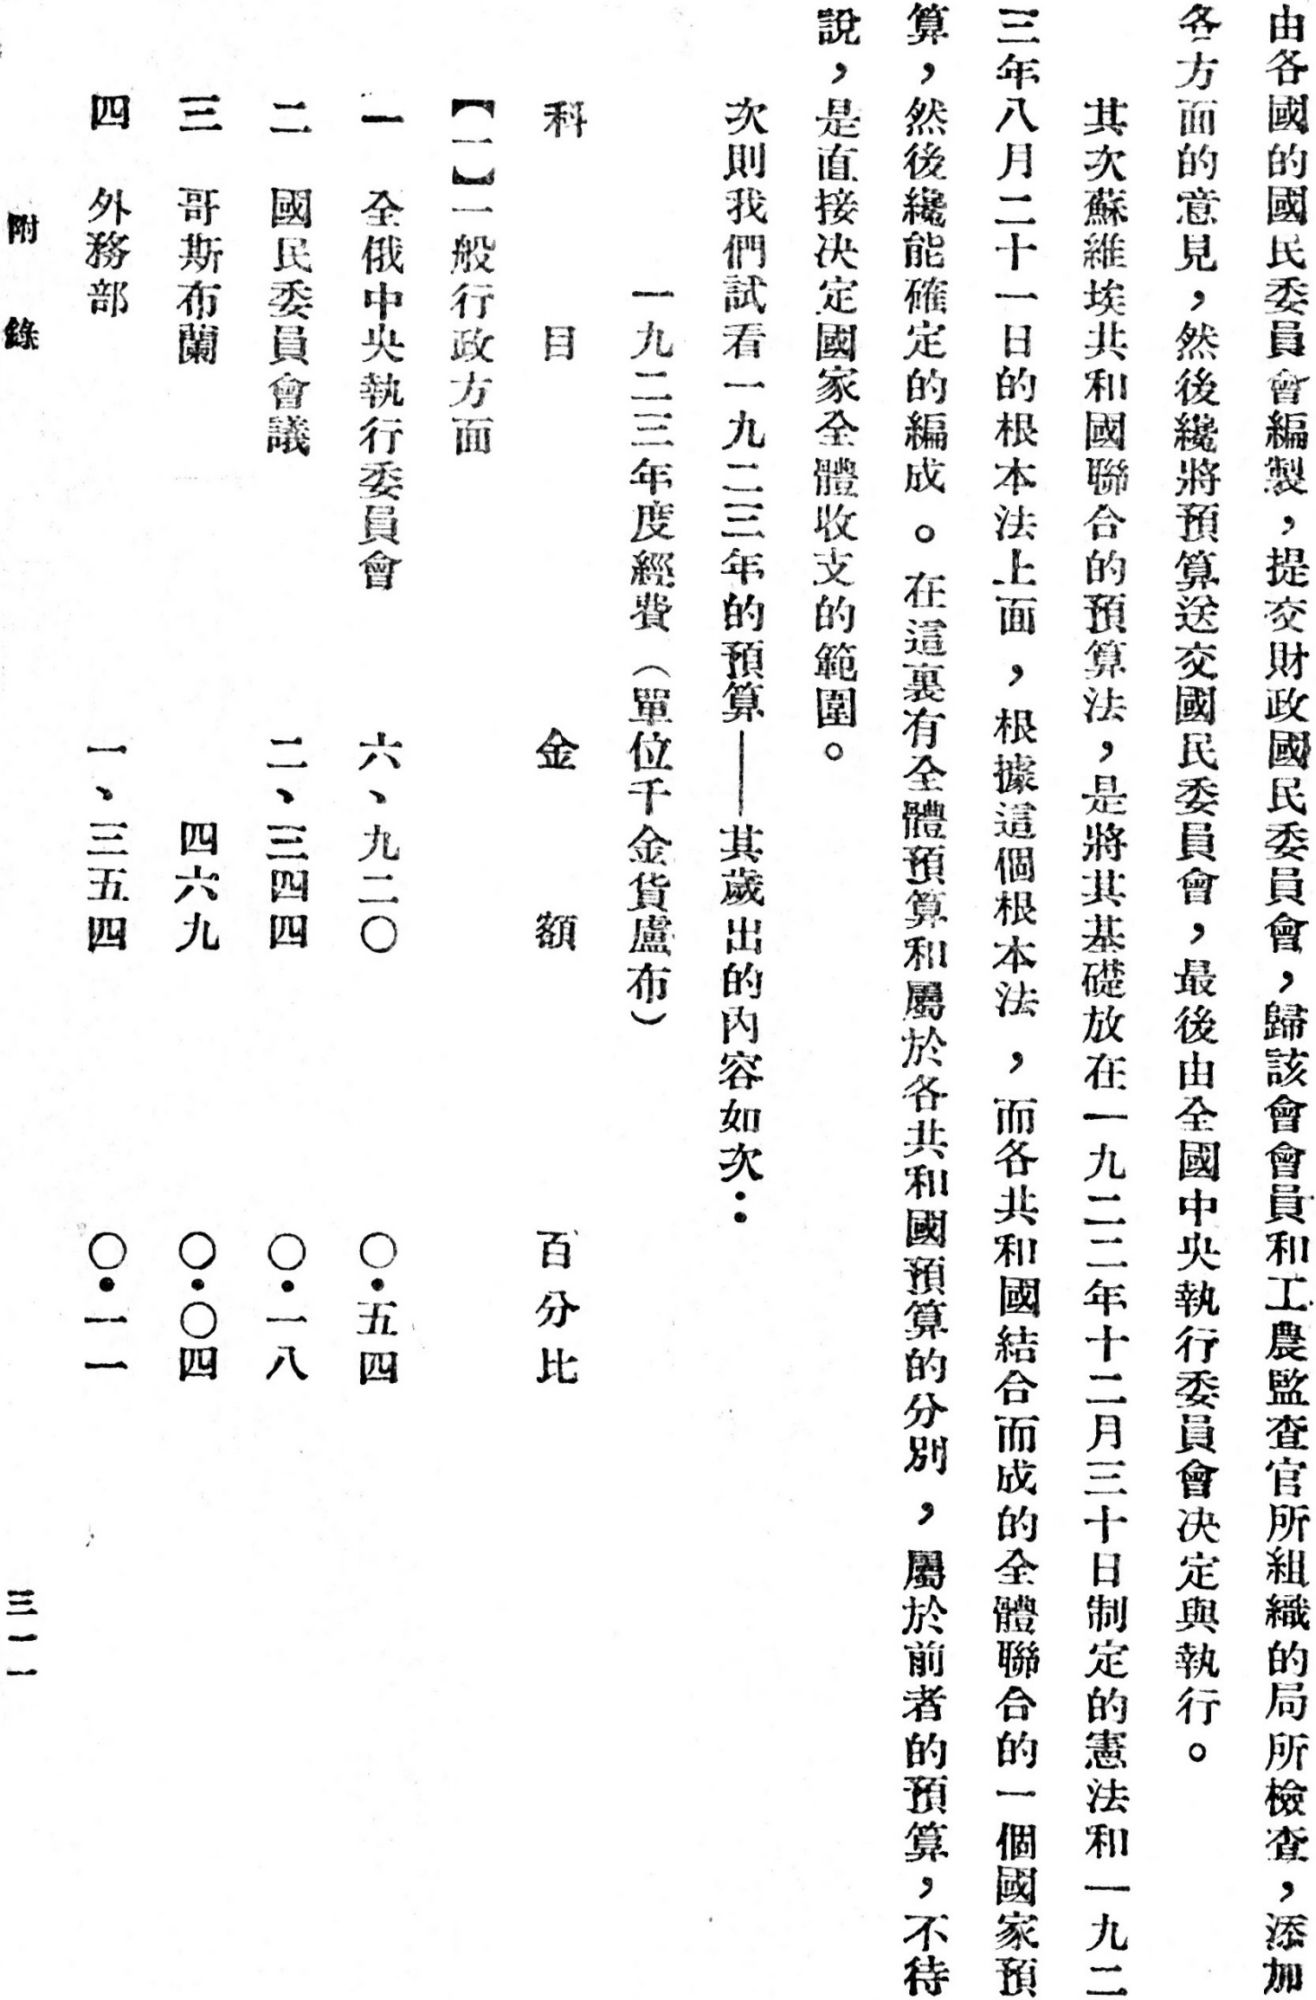 由各國的國民委員會編製，提交財政國民委員會，歸該會會員和工農監查官所組織的局所檢查，添加
各方面的意見，然後纔將預算送交國民委員會，最後由全國中央執行委員會决定與執行。
其次蘇維埃共和國聯合的預算法，是將其基礎放在一九二二年十二月三十日制定的憲法和一九二
三年八月二十一日的根本法上面，根據這個根本法，而各共和國結合而成的全體聯合的一個國家預
算，然後纔能確定的編成。在這裏有全體預算和屬於各共和國預算的分別，屬於前者的預算，不待
說，是直接决定國家全體收支的範圍。
次則我們試看一九二三年的預算——其歲出的內容如次：
一九二三年度經費（單位千金貨盧布）
科目 金額 百分比
【一】一般行政方面
一 全俄中央執行委員會 六、九二〇 〇・五四
二 國民委員會議 二、三四四 〇・一八
三 哥斯布蘭 四六九 〇・〇四
四 外務部 一、三五四 〇・一一
附錄 三一一